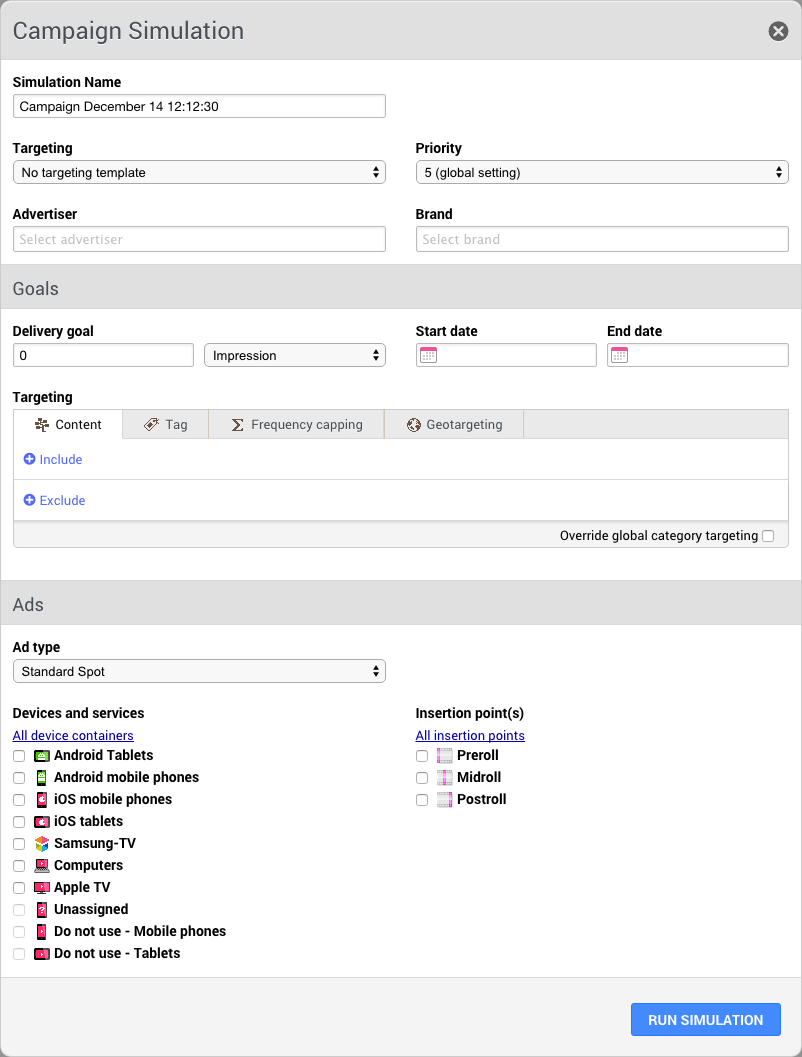 Campaign Simulation
Simulation Name
Campaign December 14 12:12:30
Targeting Priority
No targeting template 5 (global setting)
Advertiser Brand
Select advertiser Select brand
Goals
Delivery goal Start date End date
0 Impression
Targeting
Content Tag Frequency capping Geotargeting
Include
Exclude
Override global category targeting
Ads
Ad type
Standard Spot
Devices and services Insertion point(s)
All device containers All insertion points
Android Tablets Preroll
Android mobile phones Midroll
iOS mobile phones Postroll
iOS tablets
Samsung-TV
Computers
Apple TV
Unassigned
Do not use - Mobile phones
Do not use - Tablets
RUN SIMULATION